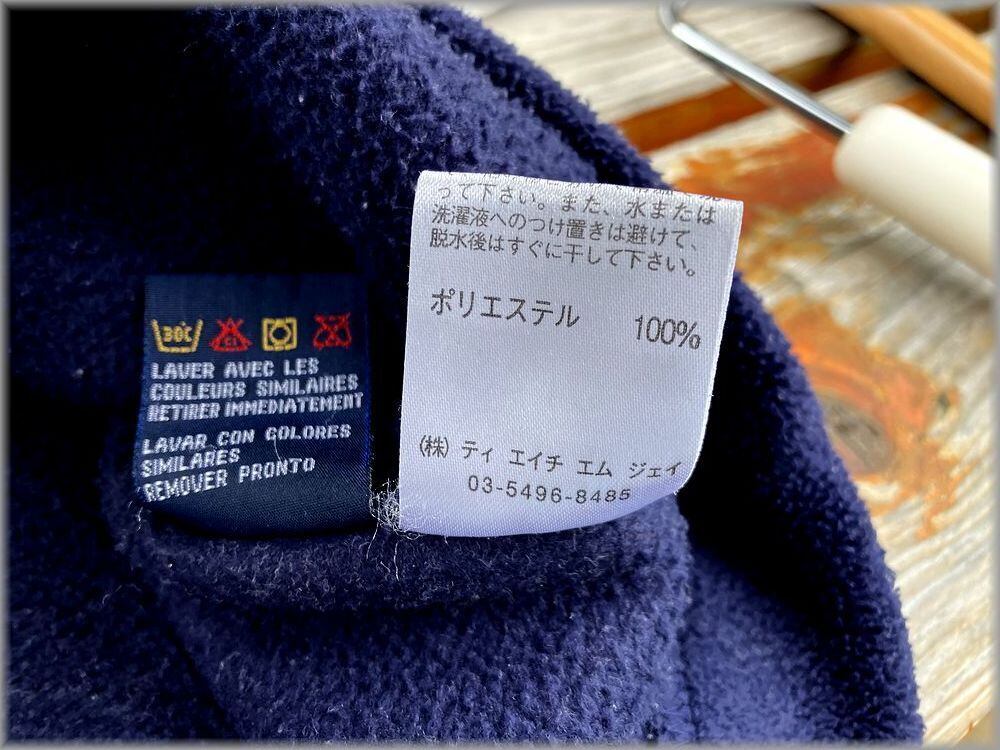 30℃ Cl
LAVER AVEC LES
COULEURS SIMILAIRES
RETIRER IMMEDIATEMENT
LAVAR CON COLORES
SIMILARES
REMOVER PRONTO
って下さい。また、水または
洗濯液へのつけ置きは避けて、
脱水後はすぐに干して下さい。
ポリエステル 100%
(株) ティ エイチ エム ジェイ
03-5496-8485